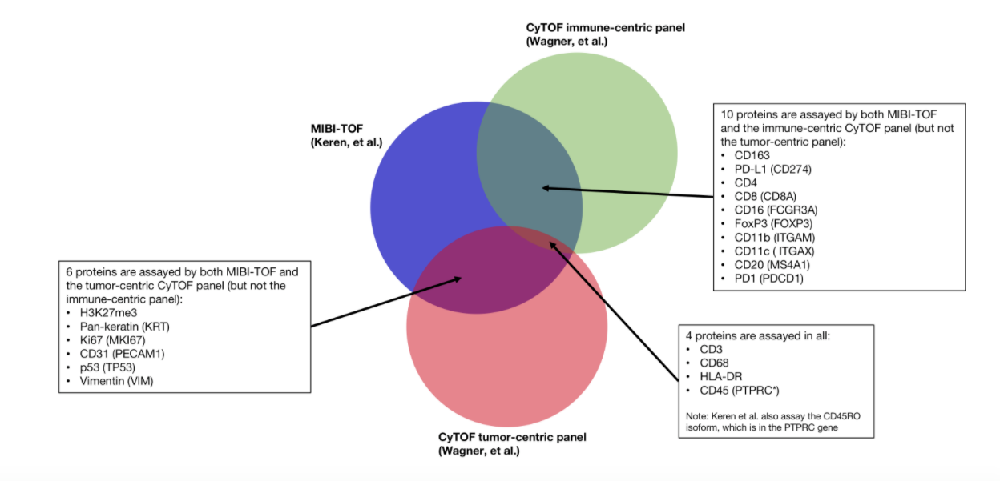 CyTOF immune-centric panel
(Wagner, et al.)
MIBI-TOF
(Keren, et al.)
10 proteins are assayed by both MIBI-TOF
and the immune-centric CyTOF panel (but not
the tumor-centric panel):
• CD163
• PD-L1 (CD274)
• CD4
• CD8 (CD8A)
• CD16 (FCGR3A)
• FoxP3 (FOXP3)
• CD11b (ITGAM)
• CD11c ( ITGAX)
• CD20 (MS4A1)
• PD1 (PDCD1)
6 proteins are assayed by both MIBI-TOF and
the tumor-centric CyTOF panel (but not the
immune-centric panel):
• H3K27me3
• Pan-keratin (KRT)
• Ki67 (MKI67)
• CD31 (PECAM1)
• p53 (TP53)
• Vimentin (VIM)
4 proteins are assayed in all:
• CD3
• CD68
• HLA-DR
• CD45 (PTPRC*)
Note: Keren et al. also assay the CD45RO
isoform, which is in the PTPRC gene
CyTOF tumor-centric panel
(Wagner, et al.)